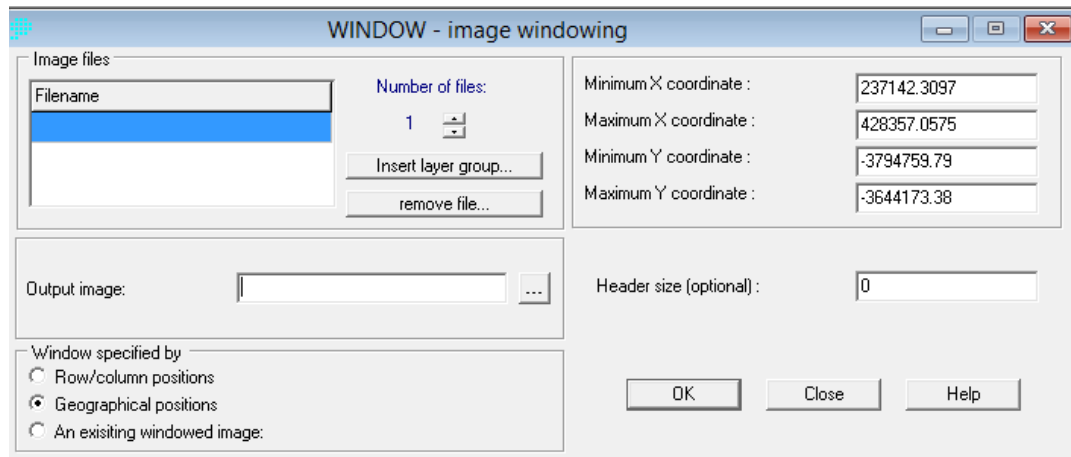 WINDOW - image windowing
Image files
Filename
Number of files:
1
Insert layer group...
remove file...
Minimum X coordinate :
237142.3097
Maximum X coordinate :
428357.0575
Minimum Y coordinate :
-3794759.79
Maximum Y coordinate :
-3644173.38
Output image:
...
Header size (optional) :
0
Window specified by
Row/column positions
Geographical positions
An exisiting windowed image:
OK
Close
Help